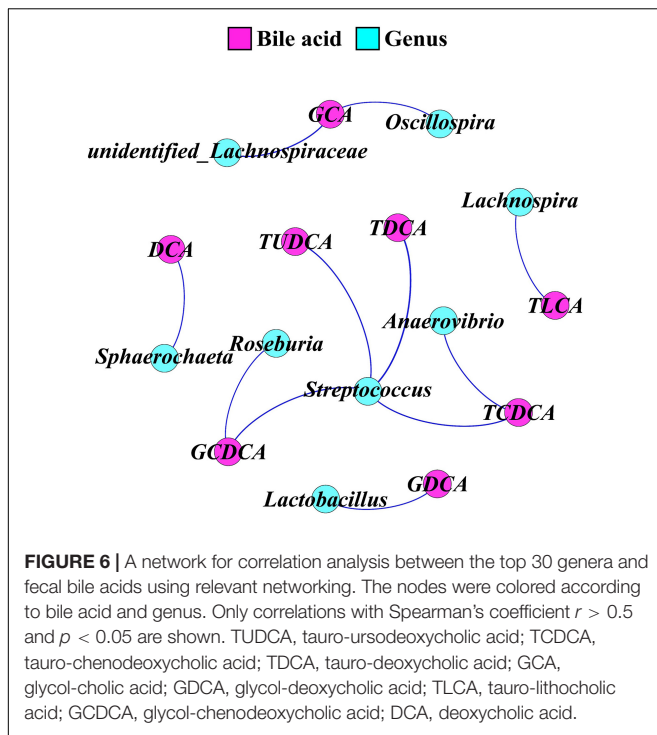 Bile acid Genus
GCA
Oscillospira
unidentified_Lachnospiraceae
Lachnospira
TDCA
DCA
TUDCA
TLCA
Anaerovibrio
Roseburia
Sphaerochaeta
Streptococcus
TCDCA
GCDCA
GDCA
Lactobacillus
FIGURE 6 | A network for correlation analysis between the top 30 genera and
fecal bile acids using relevant networking. The nodes were colored according
to bile acid and genus. Only correlations with Spearman's coefficient r > 0.5
and p < 0.05 are shown. TUDCA, tauro-ursodeoxycholic acid; TCDCA,
tauro-chenodeoxycholic acid; TDCA, tauro-deoxycholic acid; GCA,
glycol-cholic acid; GDCA, glycol-deoxycholic acid; TLCA, tauro-lithocholic
acid; GCDCA, glycol-chenodeoxycholic acid; DCA, deoxycholic acid.